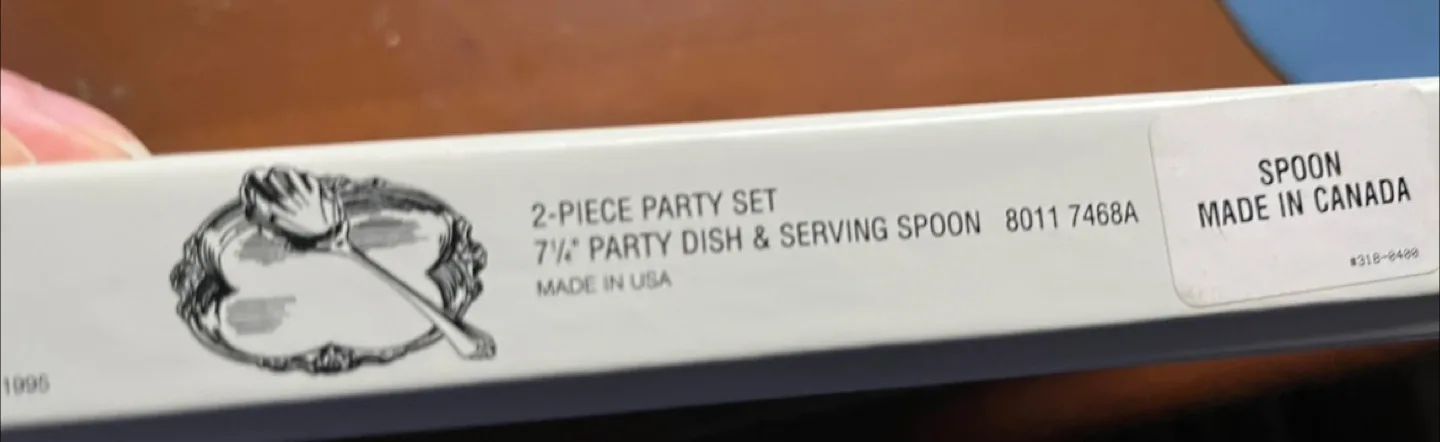 2-PIECE PARTY SET
7¼" PARTY DISH & SERVING SPOON 8011 7468A
MADE IN USA
SPOON
MADE IN CANADA
#318-0400
1995